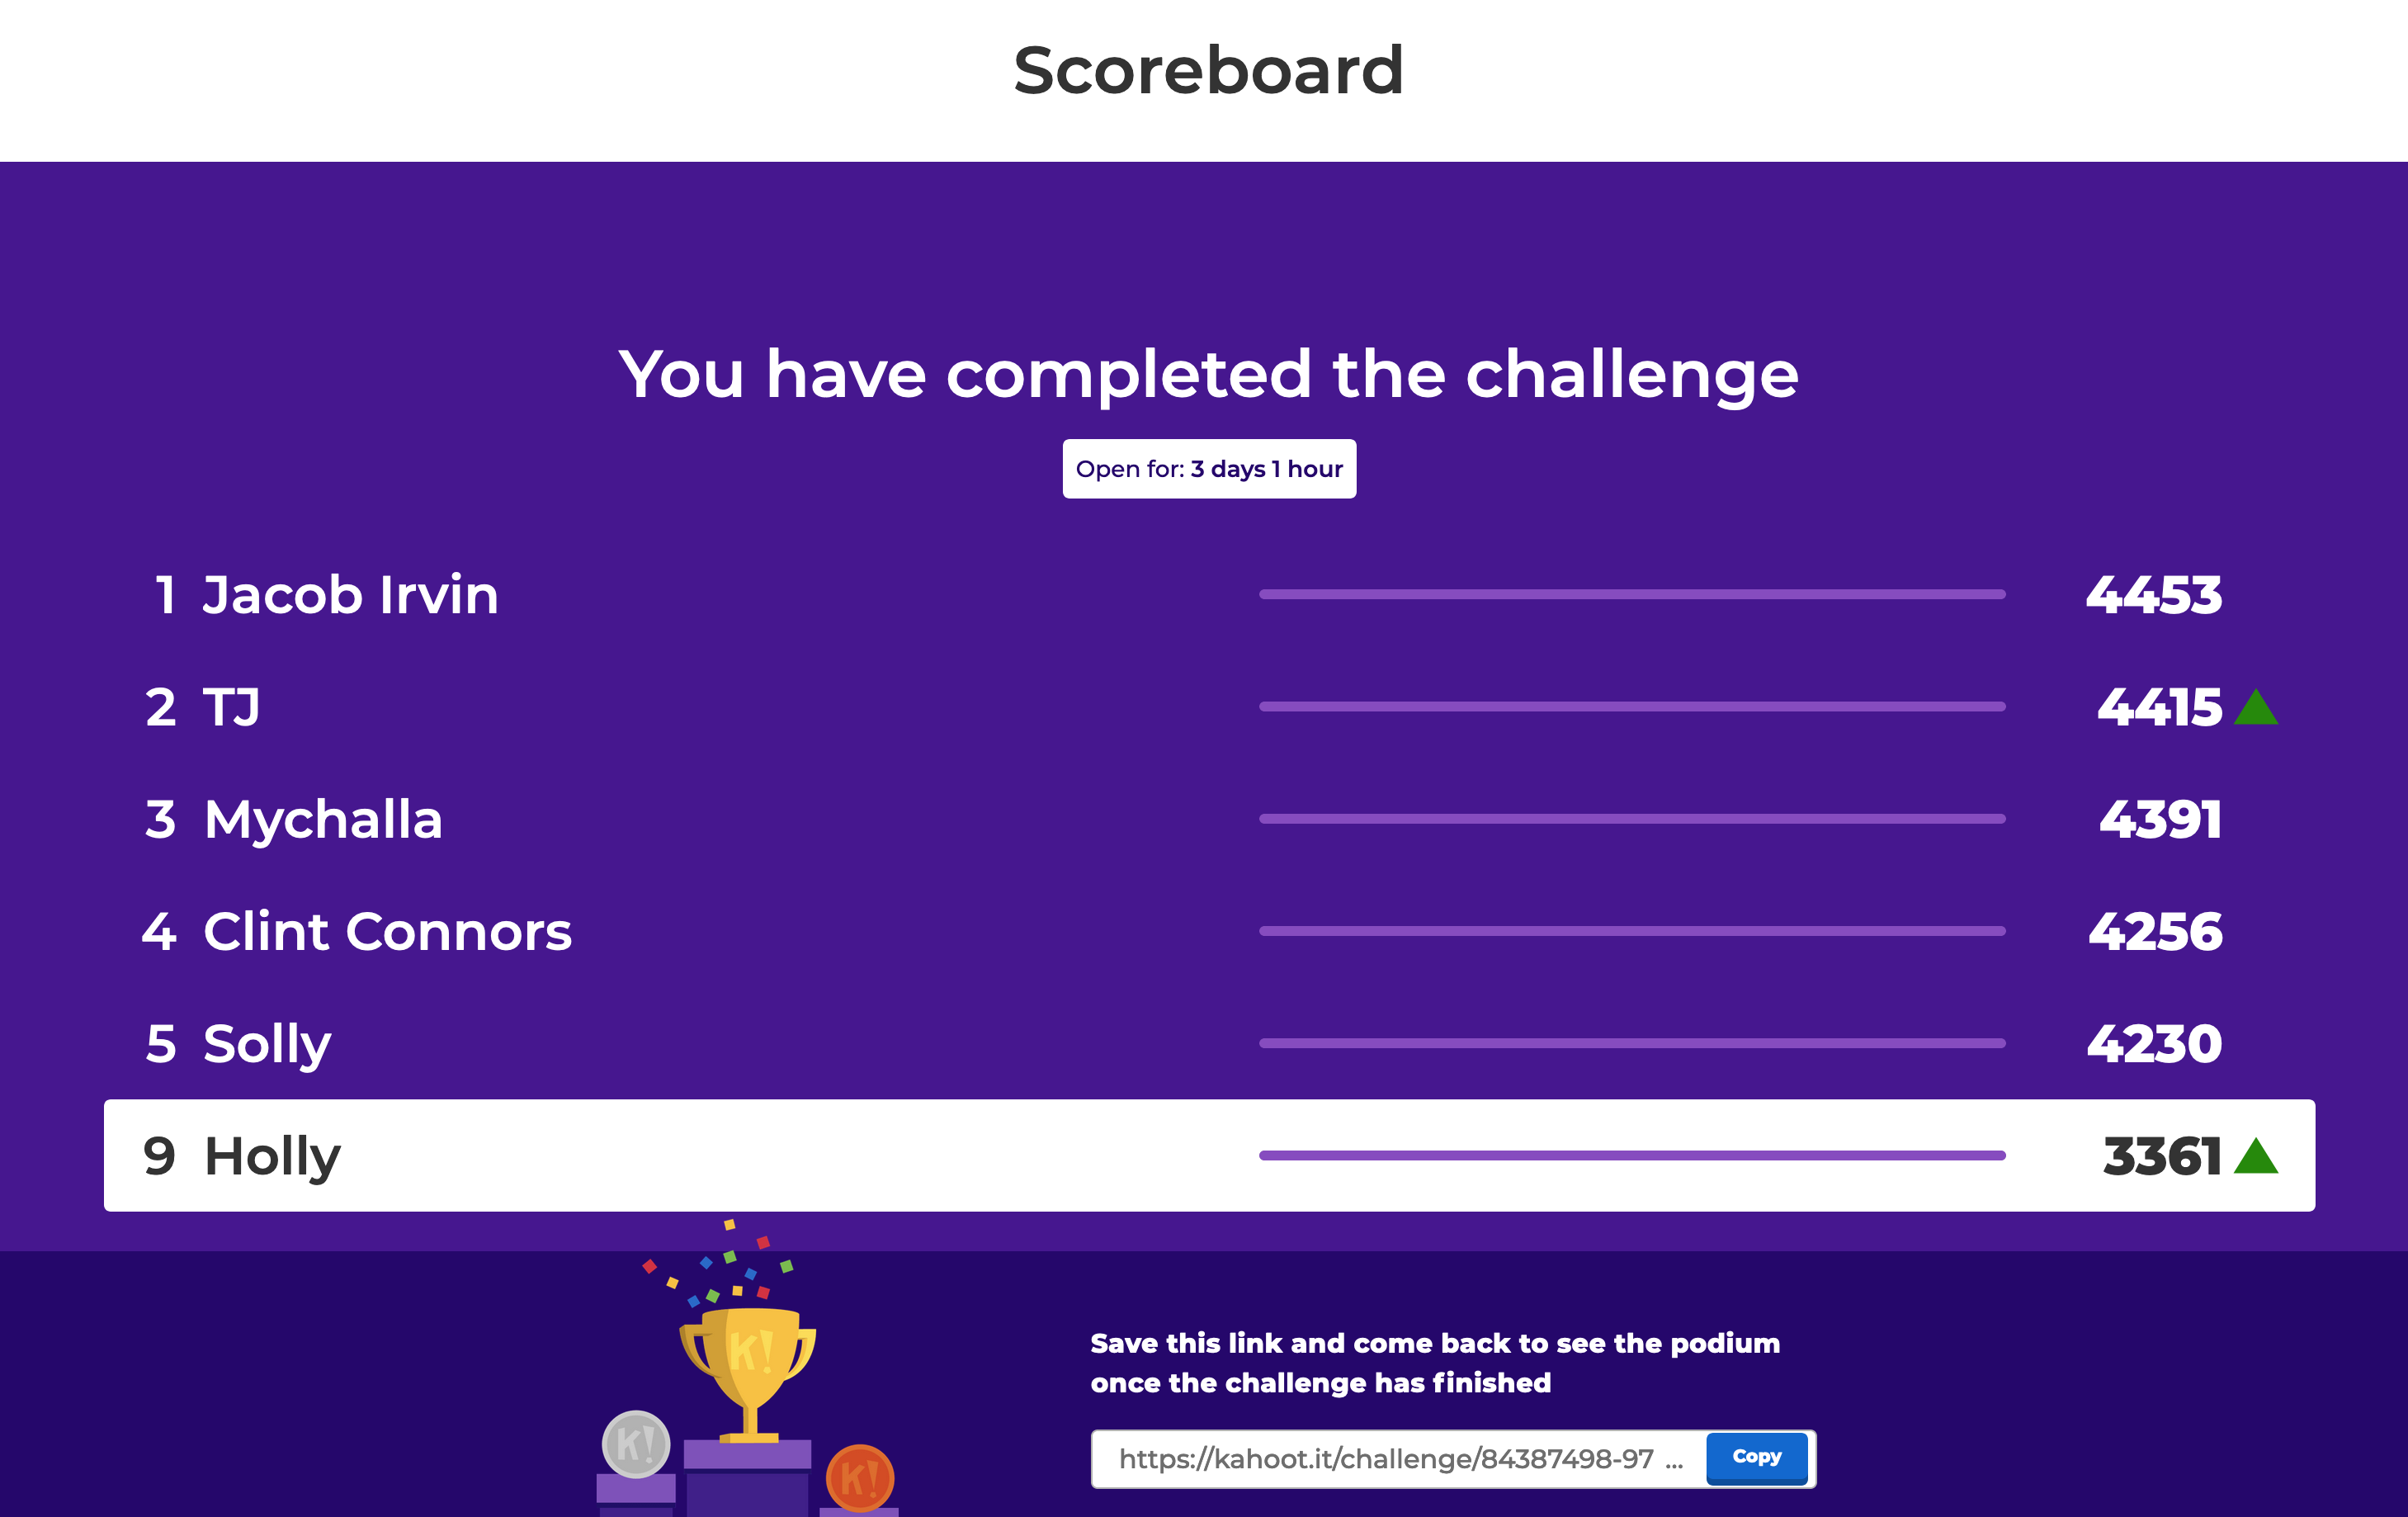 Scoreboard
You have completed the challenge
Open for: 3 days 1 hour
1 Jacob Irvin 4453
2 TJ 4415
3 Mychalla 4391
4 Clint Connors 4256
5 Solly 4230
9 Holly 3361
K!
K!
K!
Save this link and come back to see the podium
once the challenge has finished
https://kahoot.it/challenge/84387498-97 ... Copy